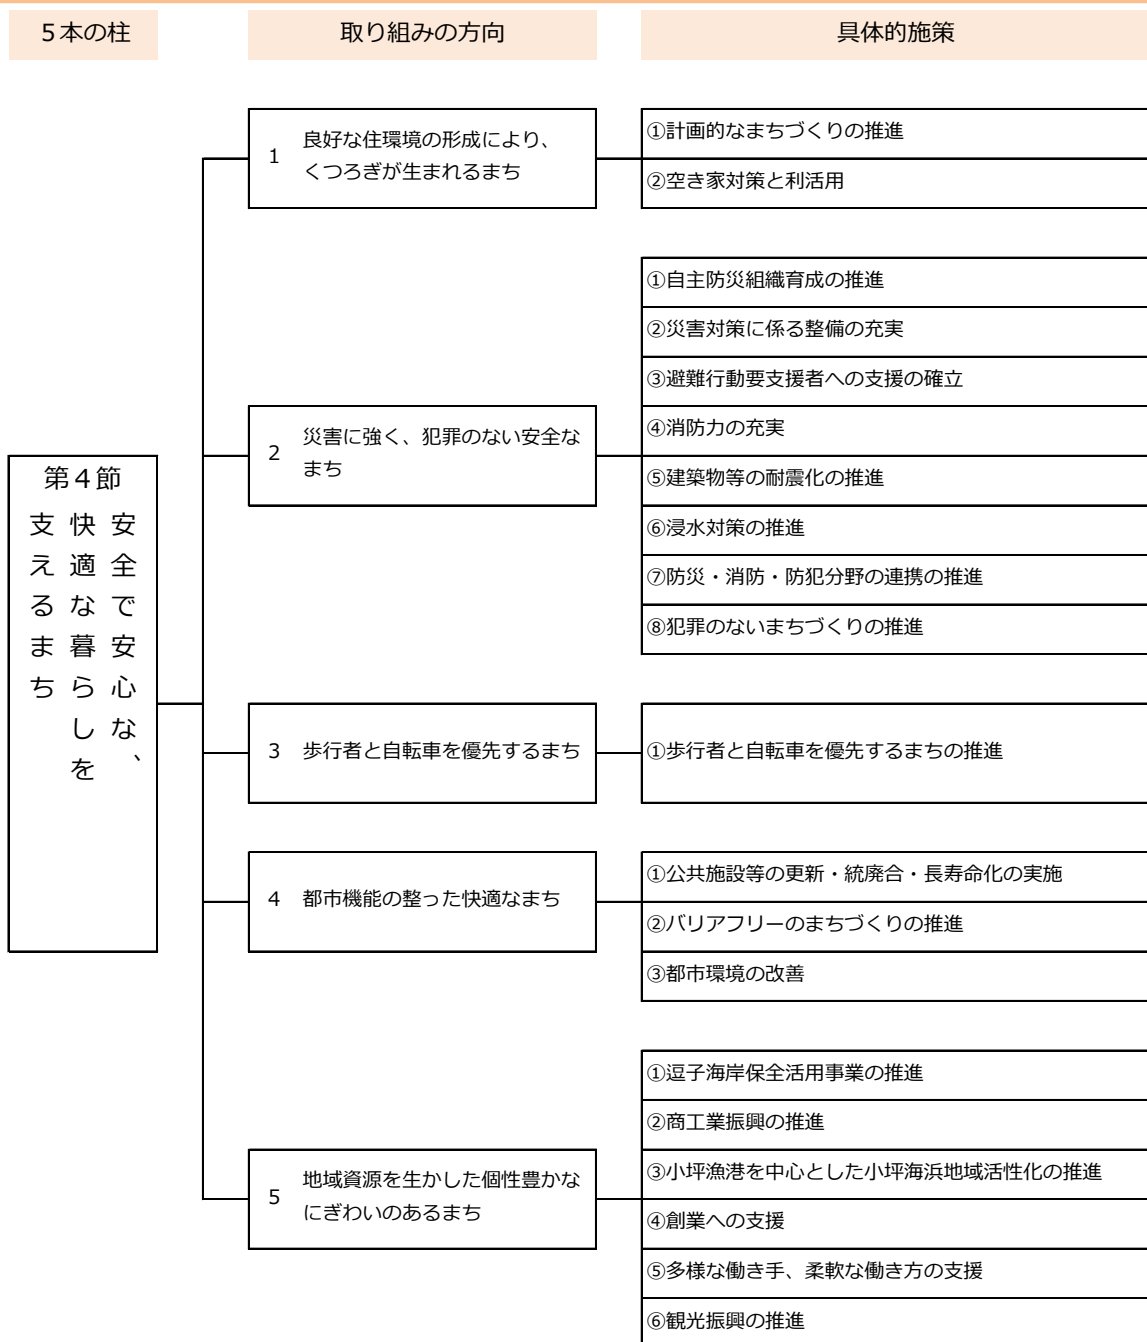 5本の柱
取り組みの方向
具体的施策
第4節
安全で安心な、
快適な暮らしを
支えるまち
1
良好な住環境の形成により、
くつろぎが生まれるまち
①計画的なまちづくりの推進
②空き家対策と利活用
2
災害に強く、犯罪のない安全な
まち
①自主防災組織育成の推進
②災害対策に係る整備の充実
③避難行動要支援者への支援の確立
④消防力の充実
⑤建築物等の耐震化の推進
⑥浸水対策の推進
⑦防災・消防・防犯分野の連携の推進
⑧犯罪のないまちづくりの推進
3 歩行者と自転車を優先するまち
①歩行者と自転車を優先するまちの推進
4 都市機能の整った快適なまち
①公共施設等の更新・統廃合・長寿命化の実施
②バリアフリーのまちづくりの推進
③都市環境の改善
5
地域資源を生かした個性豊かな
にぎわいのあるまち
①逗子海岸保全活用事業の推進
②商工業振興の推進
③小坪漁港を中心とした小坪海浜地域活性化の推進
④創業への支援
⑤多様な働き手、柔軟な働き方の支援
⑥観光振興の推進